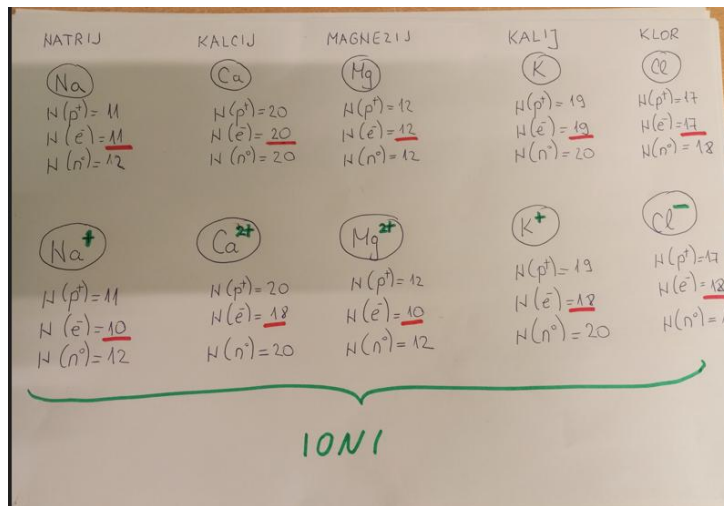 NATRIJ KALCIJ MAGNEZIJ KALIJ KLOR
Na Ca Mg K Cl
N(p⁺)=11 N(p⁺)=20 N(p⁺)=12 N(p⁺)=19 N(p⁺)=17
N(e⁻)=11 N(e⁻)=20 N(e⁻)=12 N(e⁻)=19 N(e⁻)=17
N(n°)=12 N(n°)=20 N(n°)=12 N(n°)=20 N(n°)=18
Na⁺ Ca²⁺ Mg²⁺ K⁺ Cl⁻
N(p⁺)=11 N(p⁺)=20 N(p⁺)=12 N(p⁺)=19 N(p⁺)=17
N(e⁻)=10 N(e⁻)=18 N(e⁻)=10 N(e⁻)=18 N(e⁻)=18
N(n°)=12 N(n°)=20 N(n°)=12 N(n°)=20 N(n°)=
IONI